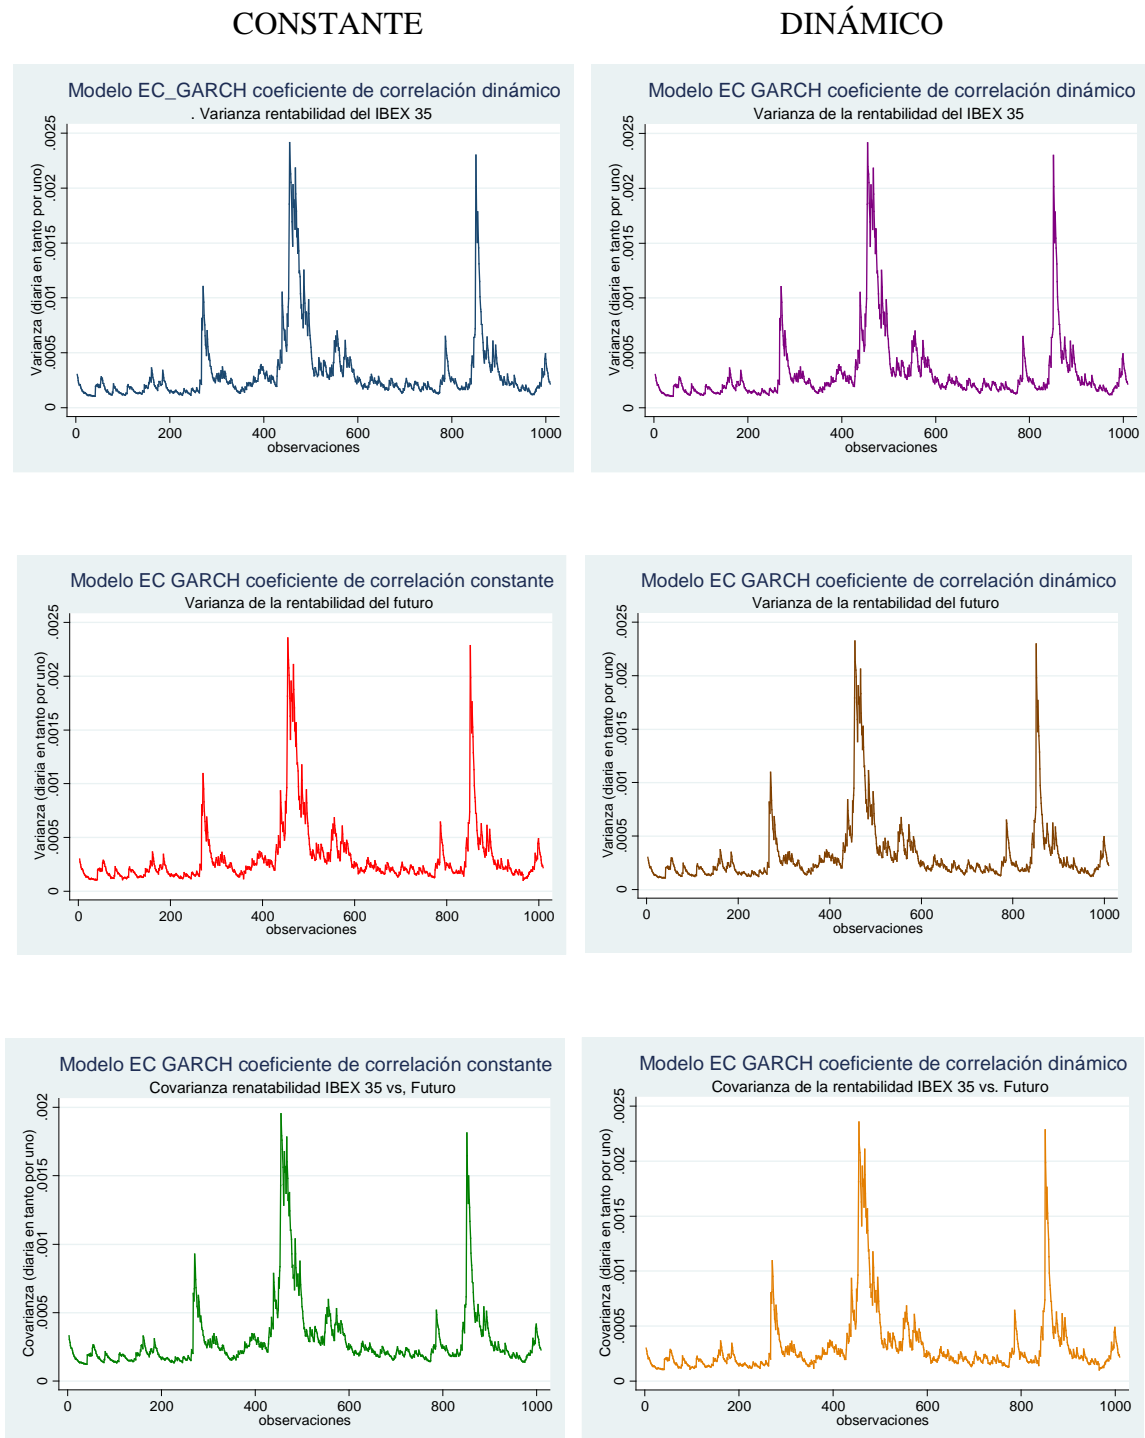 CONSTANTE
DINÁMICO
Modelo EC_GARCH coeficiente de correlación dinámico
. Varianza rentabilidad del IBEX 35
Varianza (diaria en tanto por uno)
0 .0005 .001 .0015 .002 .0025
0 200 400 600 800 1000
observaciones
Modelo EC GARCH coeficiente de correlación dinámico
Varianza de la rentabilidad del IBEX 35
Varianza (diaria en tanto por uno)
0 .0005 .001 .0015 .002 .0025
0 200 400 600 800 1000
observaciones
Modelo EC GARCH coeficiente de correlación constante
Varianza de la rentabilidad del futuro
Varianza (diaria en tanto por uno)
0 .0005 .001 .0015 .002 .0025
0 200 400 600 800 1000
observaciones
Modelo EC GARCH coeficiente de correlación dinámico
Varianza de la rentabilidad del futuro
Varianza (diaria en tanto por uno)
0 .0005 .001 .0015 .002 .0025
0 200 400 600 800 1000
observaciones
Modelo EC GARCH coeficiente de correlación constante
Covarianza renatabilidad IBEX 35 vs, Futuro
Covarianza (diaria en tanto por uno)
0 .0005 .001 .0015 .002
0 200 400 600 800 1000
observaciones
Modelo EC GARCH coeficiente de correlación dinámico
Covarianza de la rentabilidad IBEX 35 vs. Futuro
Covarianza (diaria en tanto por uno)
0 .0005 .001 .0015 .002 .0025
0 200 400 600 800 1000
observaciones